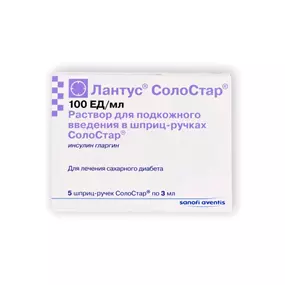 Лантус® СолоСтар®
100 ЕД/мл
Раствор для подкожного
введения в шприц-ручках
СолоСтар®
инсулин гларгин
Для лечения сахарного диабета
5 шприц-ручек СолоСтар® по 3 мл
sanofi aventis